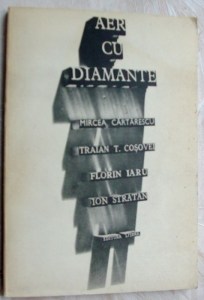 AER
CU
DIAMANTE
MIRCEA CĂRTĂRESCU
TRAIAN T. COȘOVEI
FLORIN IARU
ION STRATAN